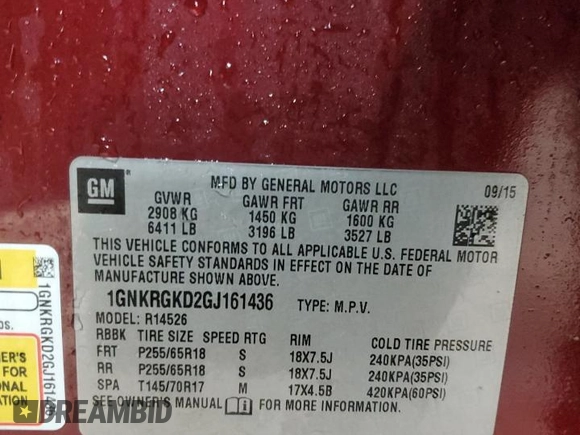 GM
MFD BY GENERAL MOTORS LLC
09/15
GVWR GAWR FRT GAWR RR
2908 KG 1450 KG 1600 KG
6411 LB 3196 LB 3527 LB
THIS VEHICLE CONFORMS TO ALL APPLICABLE U.S. FEDERAL MOTOR
VEHICLE SAFETY STANDARDS IN EFFECT ON THE DATE OF
MANUFACTURE SHOWN ABOVE.
1GNKRGKD2GJ161436 TYPE: M.P.V.
MODEL: R14526
RBBK TIRE SIZE SPEED RTG RIM COLD TIRE PRESSURE
FRT P255/65R18 S 18X7.5J 240KPA(35PSI)
RR P255/65R18 S 18X7.5J 240KPA(35PSI)
SPA T145/70R17 M 17X4.5B 420KPA(60PSI)
SEE OWNER'S MANUAL FOR MORE INFORMATION
1GNKRGKD2GJ161436
DREAMBID